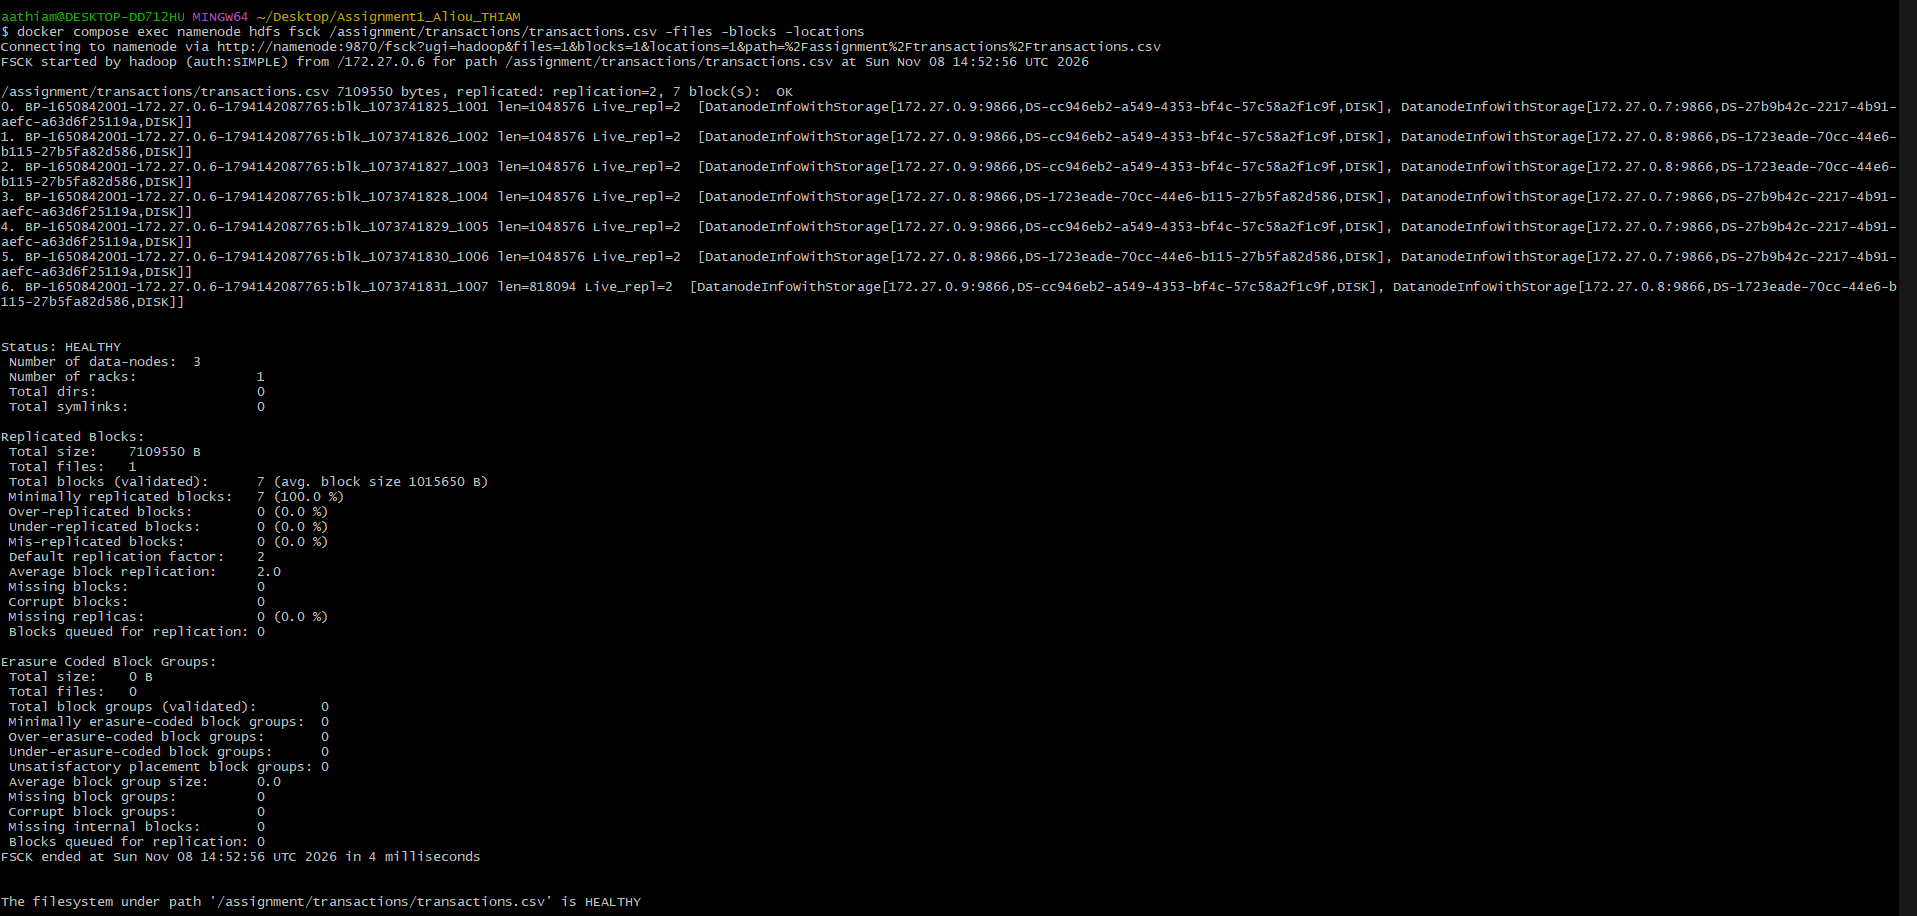 aathiam@DESKTOP-DD712HU MINGW64 ~/Desktop/Assignment1_Aliou_THIAM
$ docker compose exec namenode hdfs fsck /assignment/transactions/transactions.csv -files -blocks -locations
Connecting to namenode via http://namenode:9870/fsck?ugi=hadoop&files=1&blocks=1&locations=1&path=%2Fassignment%2Ftransactions%2Ftransactions.csv
FSCK started by hadoop (auth:SIMPLE) from /172.27.0.6 for path /assignment/transactions/transactions.csv at Sun Nov 08 14:52:56 UTC 2026

/assignment/transactions/transactions.csv 7109550 bytes, replicated: replication=2, 7 block(s):  OK
0. BP-1650842001-172.27.0.6-1794142087765:blk_1073741825_1001 len=1048576 Live_repl=2  [DatanodeInfoWithStorage[172.27.0.9:9866,DS-cc946eb2-a549-4353-bf4c-57c58a2f1c9f,DISK], DatanodeInfoWithStorage[172.27.0.7:9866,DS-27b9b42c-2217-4b91-
aefc-a63d6f25119a,DISK]]
1. BP-1650842001-172.27.0.6-1794142087765:blk_1073741826_1002 len=1048576 Live_repl=2  [DatanodeInfoWithStorage[172.27.0.9:9866,DS-cc946eb2-a549-4353-bf4c-57c58a2f1c9f,DISK], DatanodeInfoWithStorage[172.27.0.8:9866,DS-1723eade-70cc-44e6-
b115-27b5fa82d586,DISK]]
2. BP-1650842001-172.27.0.6-1794142087765:blk_1073741827_1003 len=1048576 Live_repl=2  [DatanodeInfoWithStorage[172.27.0.9:9866,DS-cc946eb2-a549-4353-bf4c-57c58a2f1c9f,DISK], DatanodeInfoWithStorage[172.27.0.8:9866,DS-1723eade-70cc-44e6-
b115-27b5fa82d586,DISK]]
3. BP-1650842001-172.27.0.6-1794142087765:blk_1073741828_1004 len=1048576 Live_repl=2  [DatanodeInfoWithStorage[172.27.0.8:9866,DS-1723eade-70cc-44e6-b115-27b5fa82d586,DISK], DatanodeInfoWithStorage[172.27.0.7:9866,DS-27b9b42c-2217-4b91-
aefc-a63d6f25119a,DISK]]
4. BP-1650842001-172.27.0.6-1794142087765:blk_1073741829_1005 len=1048576 Live_repl=2  [DatanodeInfoWithStorage[172.27.0.9:9866,DS-cc946eb2-a549-4353-bf4c-57c58a2f1c9f,DISK], DatanodeInfoWithStorage[172.27.0.7:9866,DS-27b9b42c-2217-4b91-
aefc-a63d6f25119a,DISK]]
5. BP-1650842001-172.27.0.6-1794142087765:blk_1073741830_1006 len=1048576 Live_repl=2  [DatanodeInfoWithStorage[172.27.0.8:9866,DS-1723eade-70cc-44e6-b115-27b5fa82d586,DISK], DatanodeInfoWithStorage[172.27.0.7:9866,DS-27b9b42c-2217-4b91-
aefc-a63d6f25119a,DISK]]
6. BP-1650842001-172.27.0.6-1794142087765:blk_1073741831_1007 len=818094 Live_repl=2  [DatanodeInfoWithStorage[172.27.0.9:9866,DS-cc946eb2-a549-4353-bf4c-57c58a2f1c9f,DISK], DatanodeInfoWithStorage[172.27.0.8:9866,DS-1723eade-70cc-44e6-b
115-27b5fa82d586,DISK]]

Status: HEALTHY
 Number of data-nodes:  3
 Number of racks:               1
 Total dirs:                    0
 Total symlinks:                0

Replicated Blocks:
 Total size:    7109550 B
 Total files:   1
 Total blocks (validated):      7 (avg. block size 1015650 B)
 Minimally replicated blocks:   7 (100.0 %)
 Over-replicated blocks:        0 (0.0 %)
 Under-replicated blocks:       0 (0.0 %)
 Mis-replicated blocks:         0 (0.0 %)
 Default replication factor:    2
 Average block replication:     2.0
 Missing blocks:                0
 Corrupt blocks:                0
 Missing replicas:              0 (0.0 %)
 Blocks queued for replication: 0

Erasure Coded Block Groups:
 Total size:    0 B
 Total files:   0
 Total block groups (validated):        0
 Minimally erasure-coded block groups:  0
 Over-erasure-coded block groups:       0
 Under-erasure-coded block groups:      0
 Unsatisfactory placement block groups: 0
 Average block group size:      0.0
 Missing block groups:          0
 Corrupt block groups:          0
 Missing internal blocks:       0
 Blocks queued for replication: 0
FSCK ended at Sun Nov 08 14:52:56 UTC 2026 in 4 milliseconds

The filesystem under path '/assignment/transactions/transactions.csv' is HEALTHY